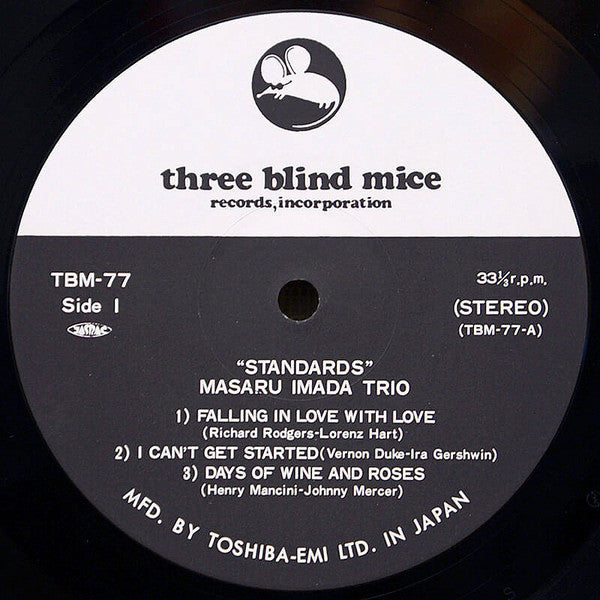 three blind mice
records, incorporation
TBM-77
33⅓ r.p.m.
Side 1
(STEREO)
JASRAC
(TBM-77-A)
"STANDARDS"
MASARU IMADA TRIO
1) FALLING IN LOVE WITH LOVE
(Richard Rodgers-Lorenz Hart)
2) I CAN'T GET STARTED (Vernon Duke-Ira Gershwin)
3) DAYS OF WINE AND ROSES
(Henry Mancini-Johnny Mercer)
MFD. BY TOSHIBA-EMI LTD. IN JAPAN